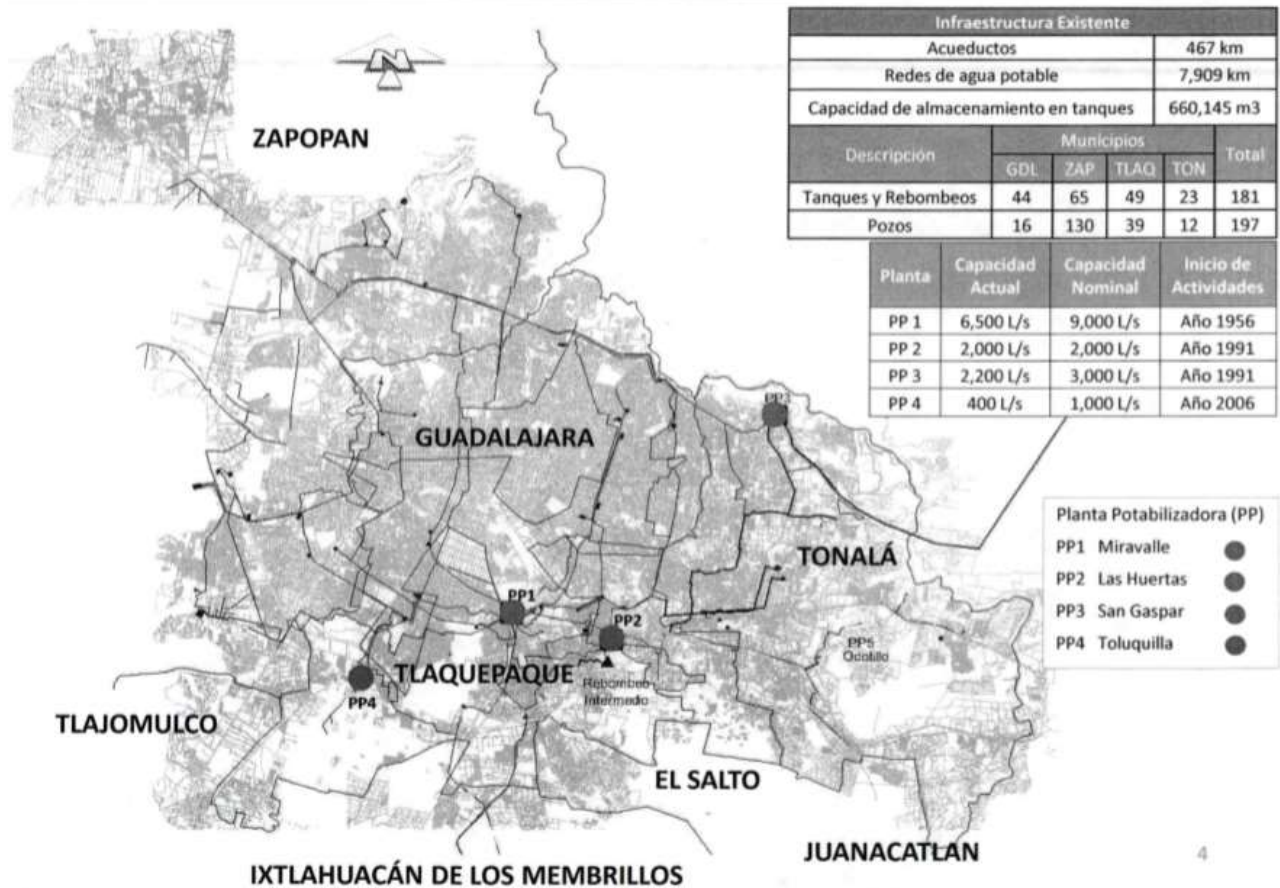 Infraestructura Existente
Acueductos 467 km
Redes de agua potable 7,909 km
Capacidad de almacenamiento en tanques 660,145 m3
Descripción Municipios Total
GDL ZAP TLAQ TON
Tanques y Rebombeos 44 65 49 23 181
Pozos 16 130 39 12 197
Planta Capacidad Actual Capacidad Nominal Inicio de Actividades
PP 1 6,500 L/s 9,000 L/s Año 1956
PP 2 2,000 L/s 2,000 L/s Año 1991
PP 3 2,200 L/s 3,000 L/s Año 1991
PP 4 400 L/s 1,000 L/s Año 2006
N
ZAPOPAN
PP3
GUADALAJARA
Planta Potabilizadora (PP)
PP1 Miravalle
PP2 Las Huertas
PP3 San Gaspar
PP4 Toluquilla
TONALÁ
PP1
PP2
PP5
Ocotillo
TLAQUEPAQUE
Rebombeo
Intermedio
PP4
TLAJOMULCO
EL SALTO
JUANACATLAN
IXTLAHUACÁN DE LOS MEMBRILLOS
4